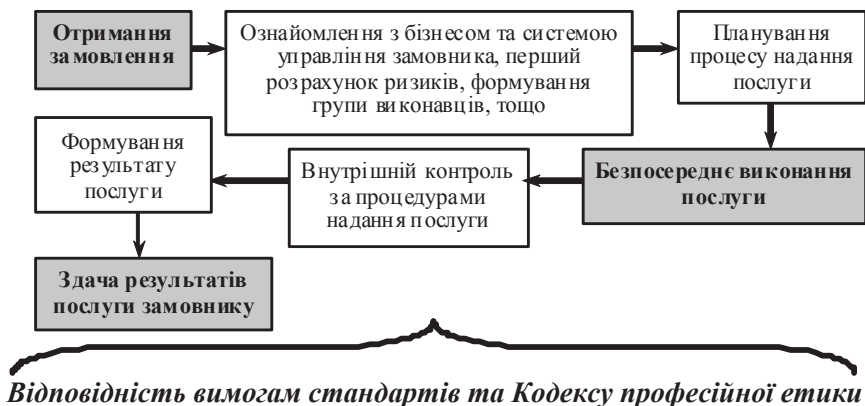 Отримання
замовлення
Ознайомлення з бізнесом та системою
управління замовника, перший
розрахунок ризиків, формування
групи виконавців, тощо
Планування
процесу надання
послуги
Безпосереднє виконання
послуги
Внутрішній контроль
за процедурами
надання послуги
Формування
результату
послуги
Здача результатів
послуги замовнику
Відповідність вимогам стандартів та Кодексу професійної етики